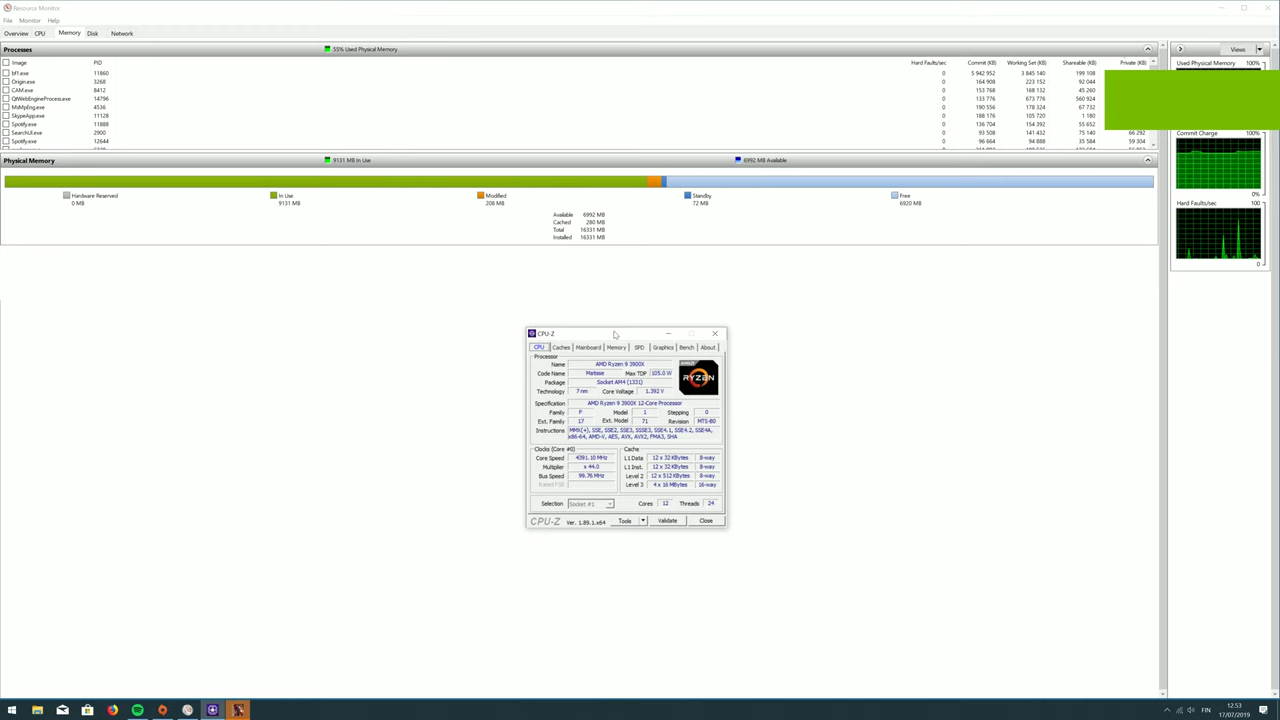 Resource Monitor
File Monitor Help
Overview CPU Memory Disk Network
Processes 55% Used Physical Memory
Image PID Hard Faults/sec Commit (KB) Working Set (KB) Shareable (KB) Private (KB)
bf1.exe 11860 0 5 942 952 3 845 140 199 108
Origin.exe 3268 0 164 908 223 152 92 044
CAM.exe 8412 0 153 768 168 132 45 260
QtWebEngineProcess.exe 14796 0 133 776 673 776 560 924
MsMpEng.exe 4536 0 190 556 178 324 67 732
SkypeApp.exe 11128 0 188 176 105 720 1 180
Spotify.exe 11888 0 136 704 154 392 55 652
SearchUI.exe 2900 0 93 508 141 432 75 140 66 292
Spotify.exe 12644 0 96 664 94 888 35 584 59 304
Physical Memory 9131 MB In Use 6992 MB Available
Hardware Reserved
0 MB
In Use
9131 MB
Modified
208 MB
Standby
72 MB
Free
6920 MB
Available 6992 MB
Cached 280 MB
Total 16331 MB
Installed 16331 MB
Views
Used Physical Memory 100%
Commit Charge 100%
0%
Hard Faults/sec 100
0
CPU-Z
CPU Caches Mainboard Memory SPD Graphics Bench About
Processor
Name AMD Ryzen 9 3900X
Code Name Matisse Max TDP 105.0 W
Package Socket AM4 (1331)
Technology 7 nm Core Voltage 1.392 V
AMD
RYZEN
Specification AMD Ryzen 9 3900X 12-Core Processor
Family F Model 1 Stepping 0
Ext. Family 17 Ext. Model 71 Revision MTS-B0
Instructions MMX(+), SSE, SSE2, SSE3, SSSE3, SSE4.1, SSE4.2, SSE4A,
x86-64, AMD-V, AES, AVX, AVX2, FMA3, SHA
Clocks (Core #0)
Core Speed 4391.10 MHz
Multiplier x 44.0
Bus Speed 99.76 MHz
Rated FSB
Cache
L1 Data 12 x 32 KBytes 8-way
L1 Inst. 12 x 32 KBytes 8-way
Level 2 12 x 512 KBytes 8-way
Level 3 4 x 16 MBytes 16-way
Selection Socket #1 Cores 12 Threads 24
CPU-Z Ver. 1.89.1.x64 Tools Validate Close
FIN
12.53
17/07/2019